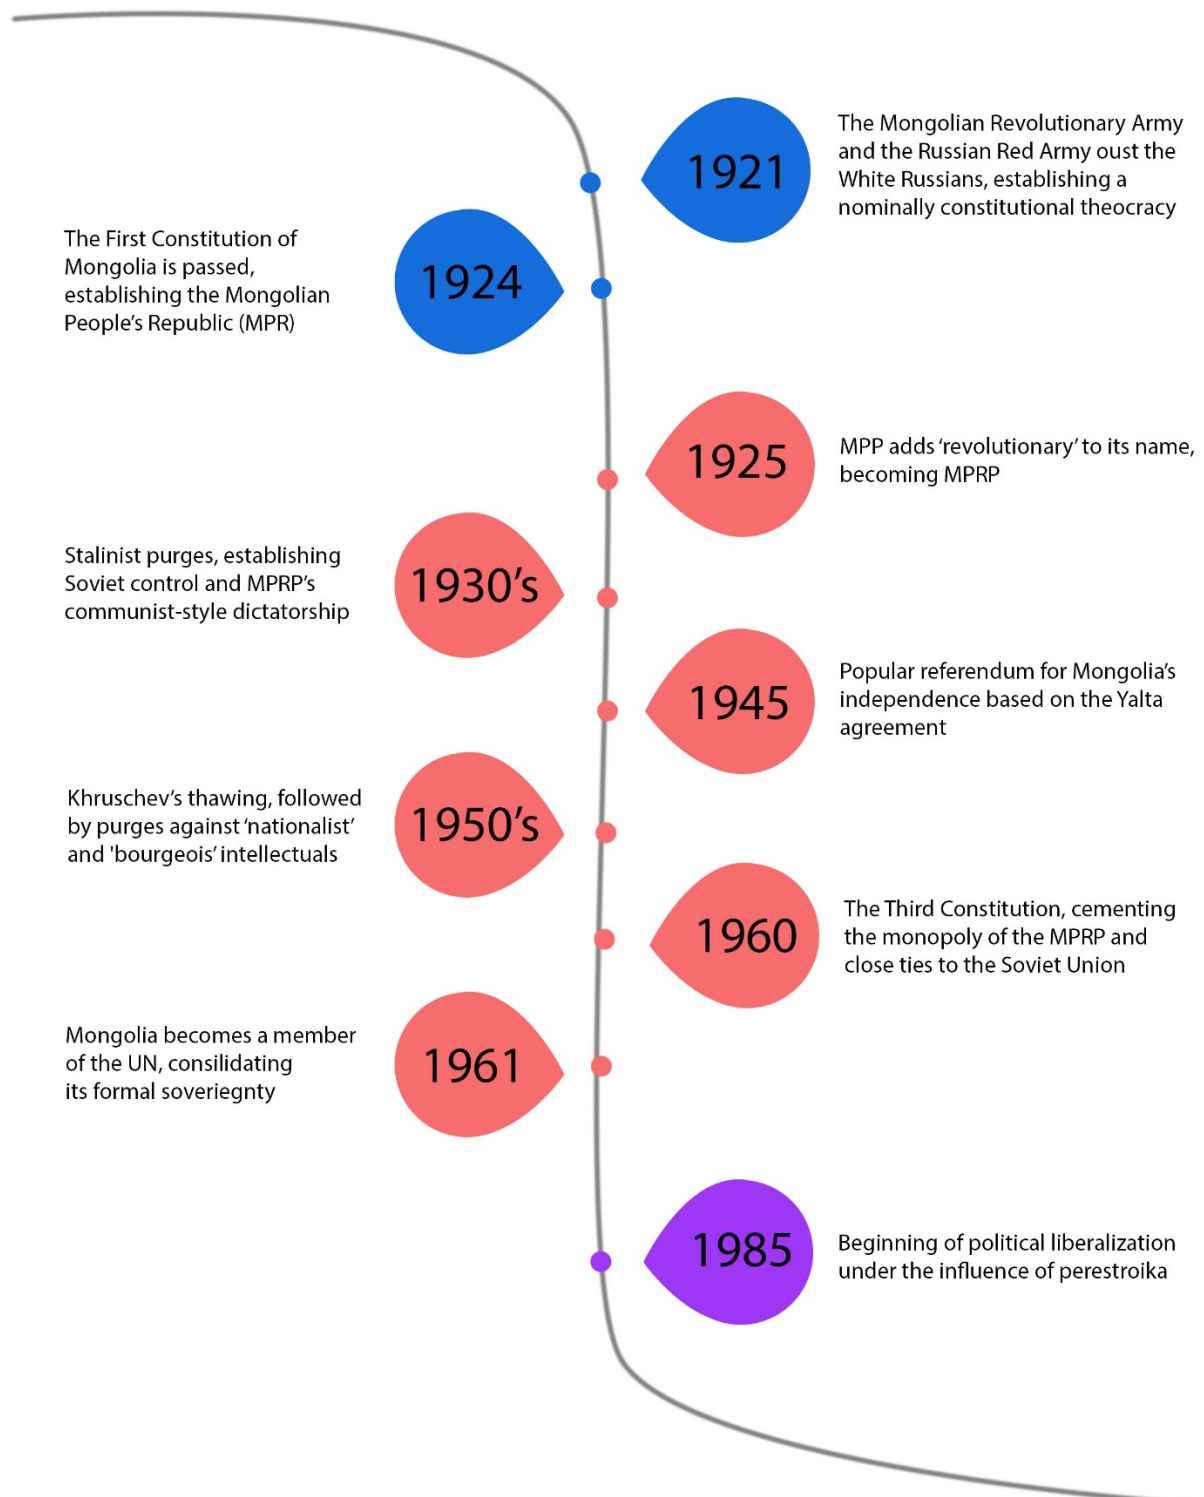 1921
The Mongolian Revolutionary Army
and the Russian Red Army oust the
White Russians, establishing a
nominally constitutional theocracy
The First Constitution of
Mongolia is passed,
establishing the Mongolian
People's Republic (MPR)
1924
1925
MPP adds ‘revolutionary’ to its name,
becoming MPRP
Stalinist purges, establishing
Soviet control and MPRP's
communist-style dictatorship
1930’s
1945
Popular referendum for Mongolia's
independence based on the Yalta
agreement
Khruschev's thawing, followed
by purges against ‘nationalist’
and 'bourgeois’ intellectuals
1950’s
1960
The Third Constitution, cementing
the monopoly of the MPRP and
close ties to the Soviet Union
Mongolia becomes a member
of the UN, consilidating
its formal soveriegnty
1961
1985
Beginning of political liberalization
under the influence of perestroika